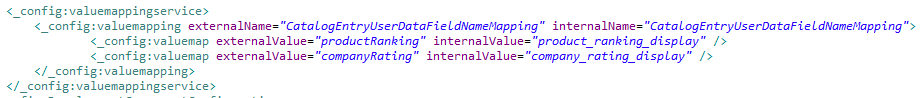 <_config:valuemappingservice>
<_config:valuemapping externalName="CatalogEntryUserDataFieldNameMapping" internalName="CatalogEntryUserDataFieldNameMapping">
<_config:valuemap externalValue="productRanking" internalValue="product_ranking_display" />
<_config:valuemap externalValue="companyRating" internalValue="company_rating_display" />
</_config:valuemapping>
</_config:valuemappingservice>